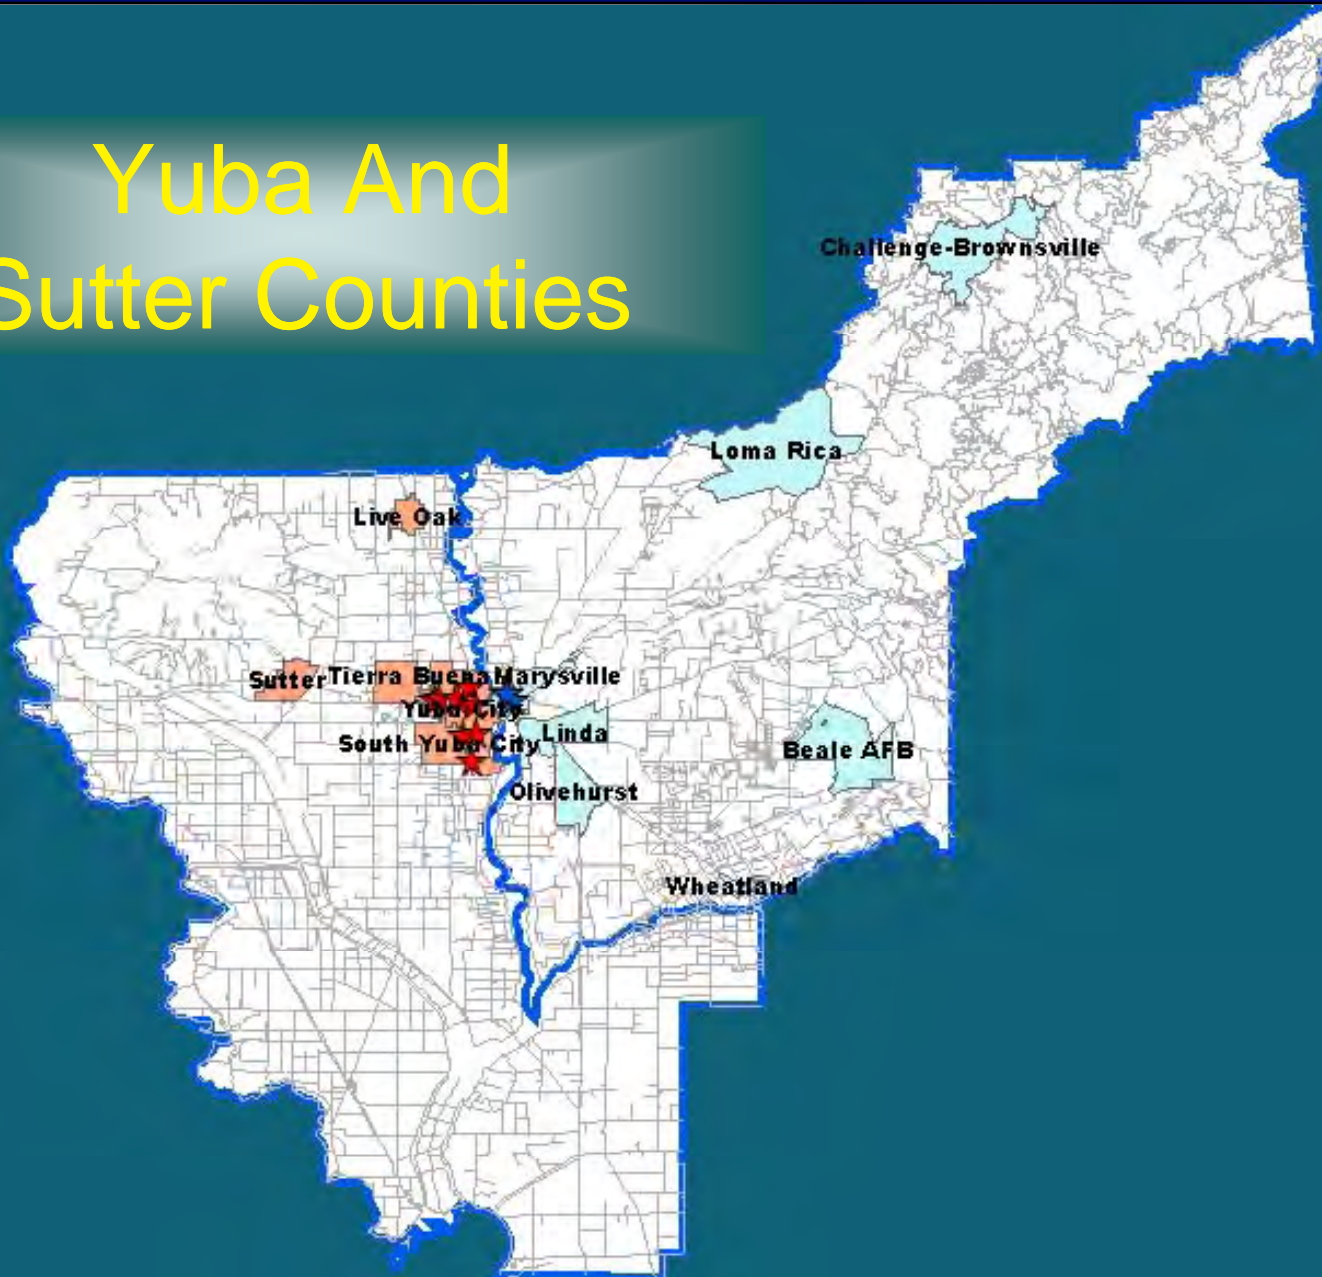 Yuba And
Sutter Counties
Challenge-Brownsville
Loma Rica
Live Oak
Sutter
Tierra Buena
Marysville
Yuba City
Linda
South Yuba City
Beale AFB
Olivehurst
Wheatland